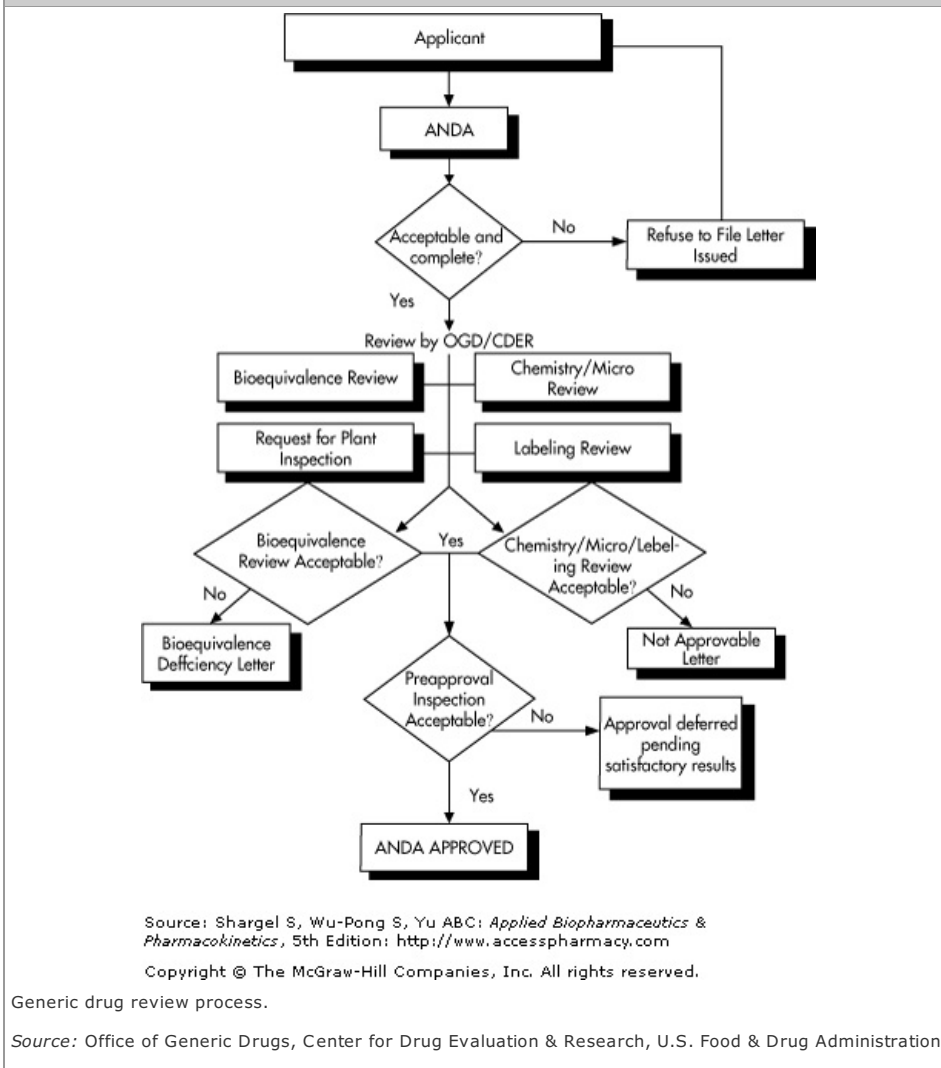 Applicant
ANDA
Acceptable and
complete?
No
Refuse to File Letter
Issued
Yes
Review by OGD/CDER
Bioequivalence Review
Chemistry/Micro
Review
Request for Plant
Inspection
Labeling Review
Bioequivalence
Review Acceptable?
Yes
Chemistry/Micro/Lebel-
ing Review
Acceptable?
No
No
Bioequivalence
Deffciency Letter
Not Approvable
Letter
Preapproval
Inspection
Acceptable?
No
Approval deferred
pending
satisfactory results
Yes
ANDA APPROVED
Source: Shargel S, Wu-Pong S, Yu ABC: Applied Biopharmaceutics &
Pharmacokinetics, 5th Edition: http://www.accesspharmacy.com
Copyright © The McGraw-Hill Companies, Inc. All rights reserved.
Generic drug review process.
Source: Office of Generic Drugs, Center for Drug Evaluation & Research, U.S. Food & Drug Administration